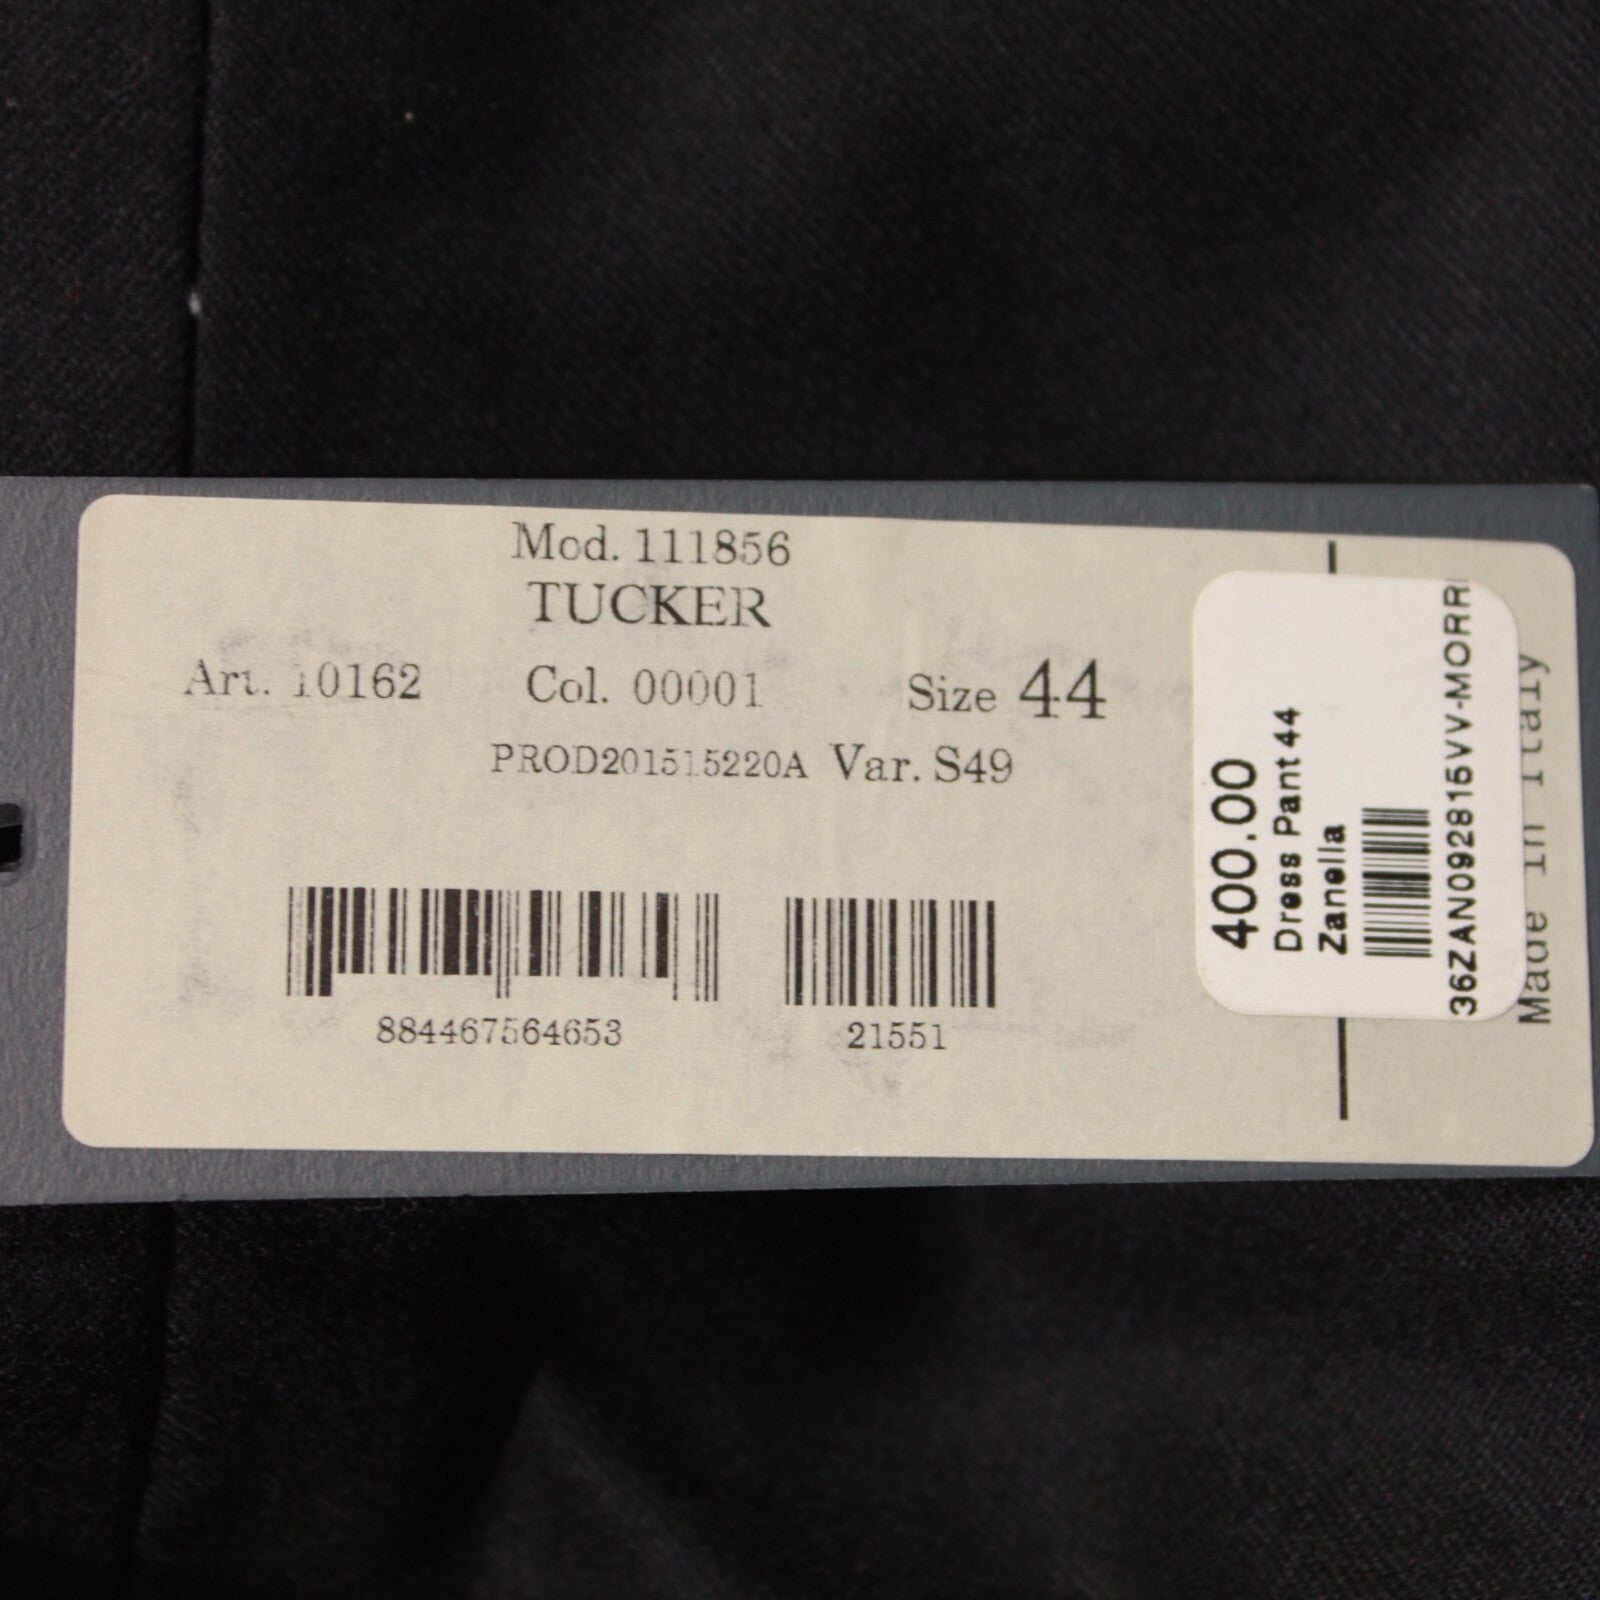 Mod. 111856
TUCKER
Art. 10162 Col. 00001 Size 44
PROD201515220A Var. S49
884467564653 21551
400.00
Dress Pant 44
Zanella
36ZAN092815VV-MORR
Made in Italy